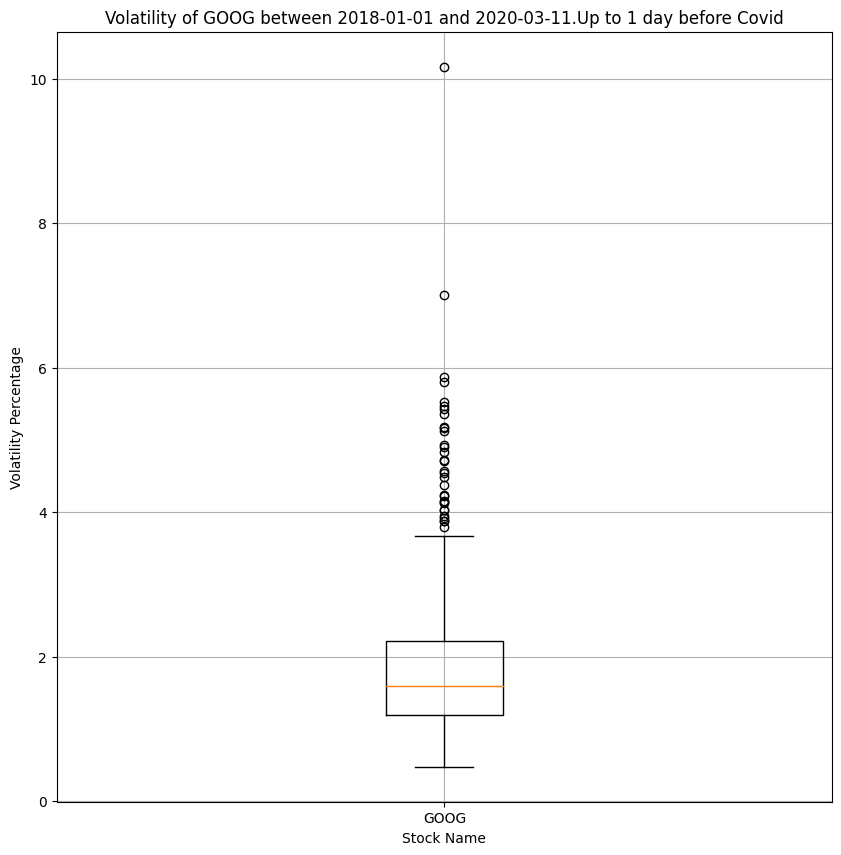 Volatility of GOOG between 2018-01-01 and 2020-03-11.Up to 1 day before Covid
10
8
6
4
2
0
Volatility Percentage
GOOG
Stock Name